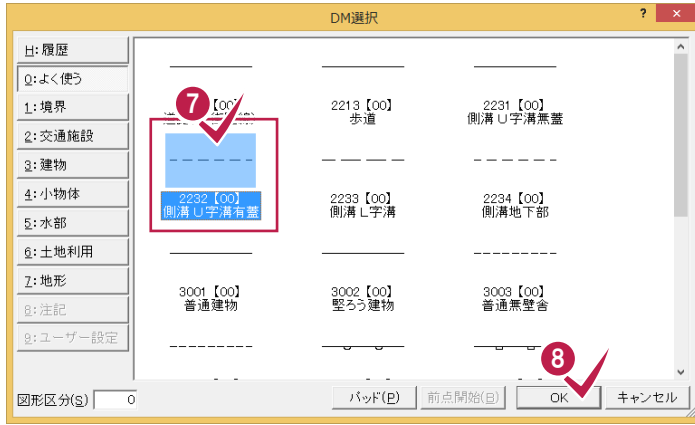 DM選択
?
×
H:履歴
0:よく使う
1:境界
2:交通施設
3:建物
4:小物体
5:水部
6:土地利用
7:地形
8:注記
9:ユーザー設定
7
【00】
2213【00】
歩道
2231【00】
側溝U字溝無蓋
2232【00】
側溝U字溝有蓋
2233【00】
側溝L字溝
2234【00】
側溝地下部
3001【00】
普通建物
3002【00】
堅ろう建物
3003【00】
普通無壁舎
8
図形区分(S)
0
パッド(P)
前点開始(B)
OK
キャンセル